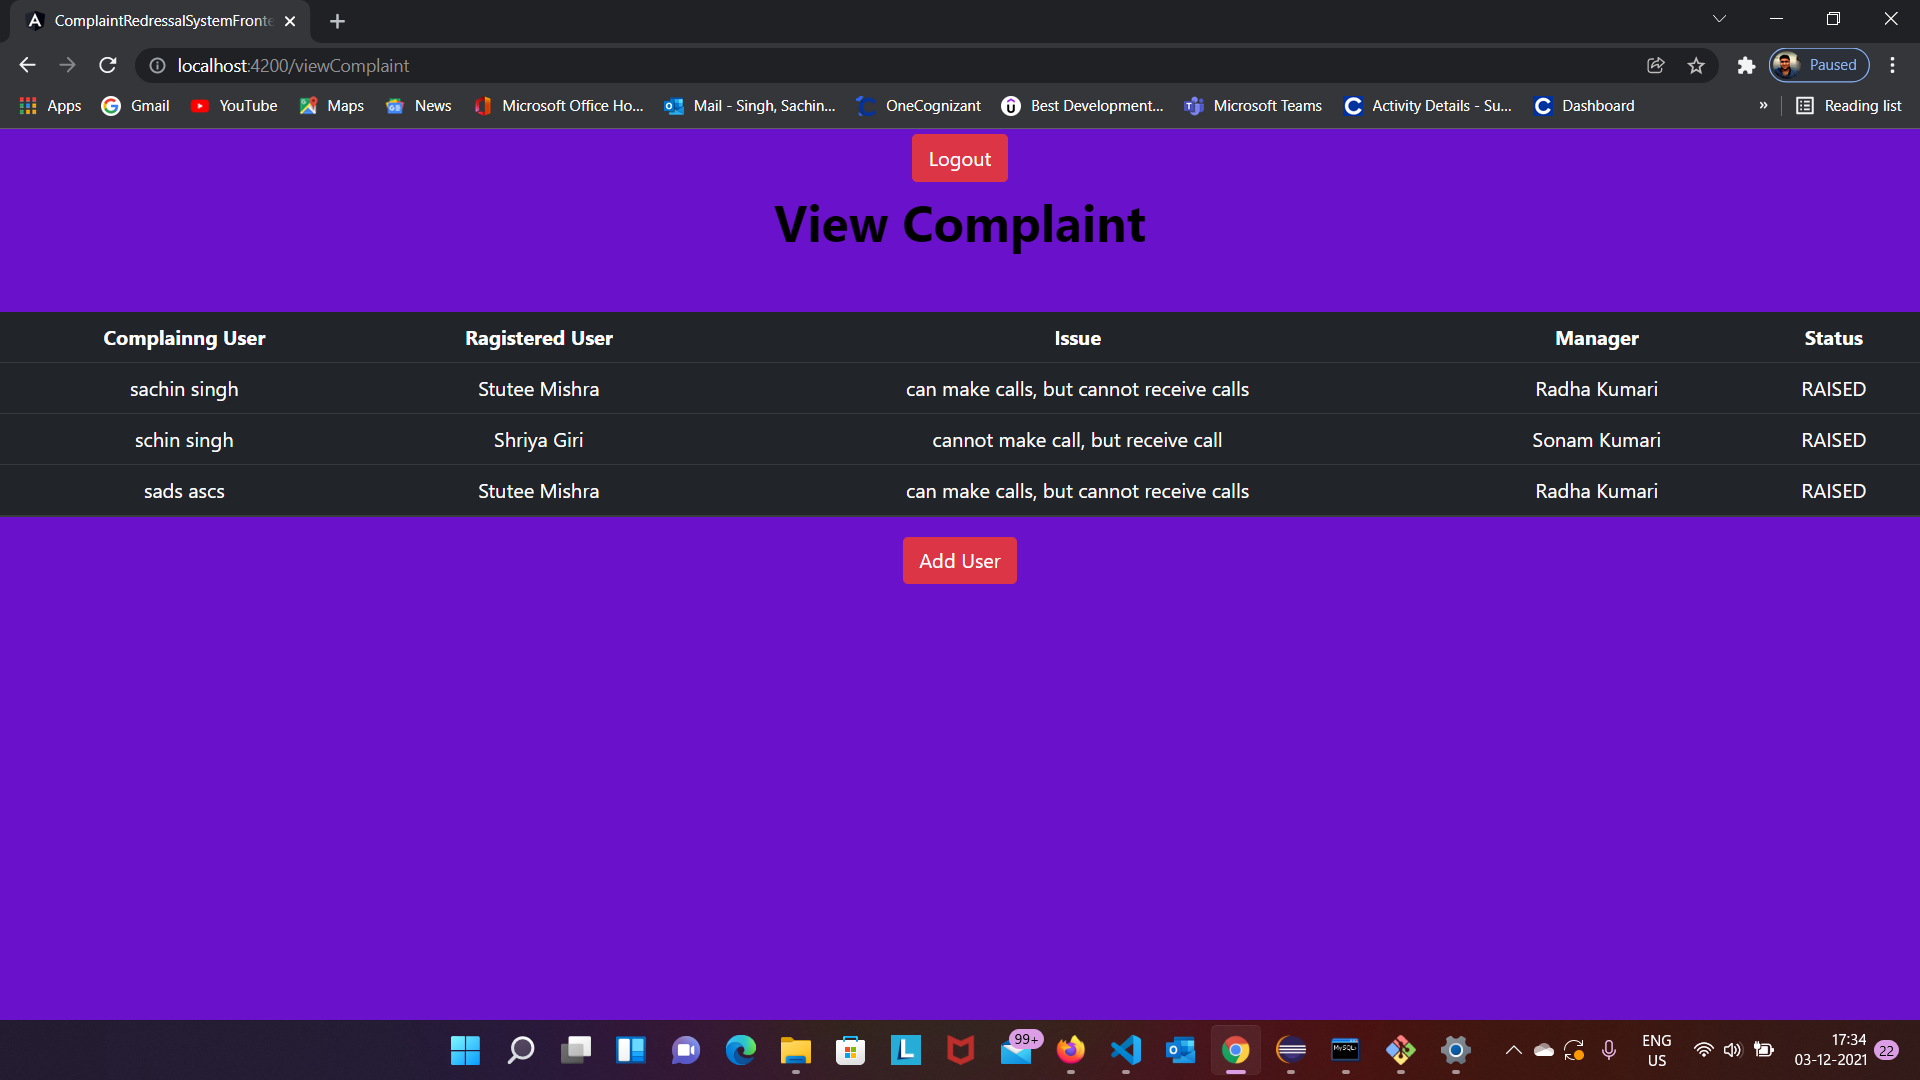 ComplaintRedressalSystemFronte
localhost:4200/viewComplaint
Paused
Apps Gmail YouTube Maps News Microsoft Office Ho... Mail - Singh, Sachin... OneCognizant Best Development... Microsoft Teams Activity Details - Su... Dashboard » Reading list
Logout
View Complaint
Complainng User Ragistered User Issue Manager Status
sachin singh Stutee Mishra can make calls, but cannot receive calls Radha Kumari RAISED
schin singh Shriya Giri cannot make call, but receive call Sonam Kumari RAISED
sads ascs Stutee Mishra can make calls, but cannot receive calls Radha Kumari RAISED
Add User
99+
MySQL
ENG 17:34
US 03-12-2021 22